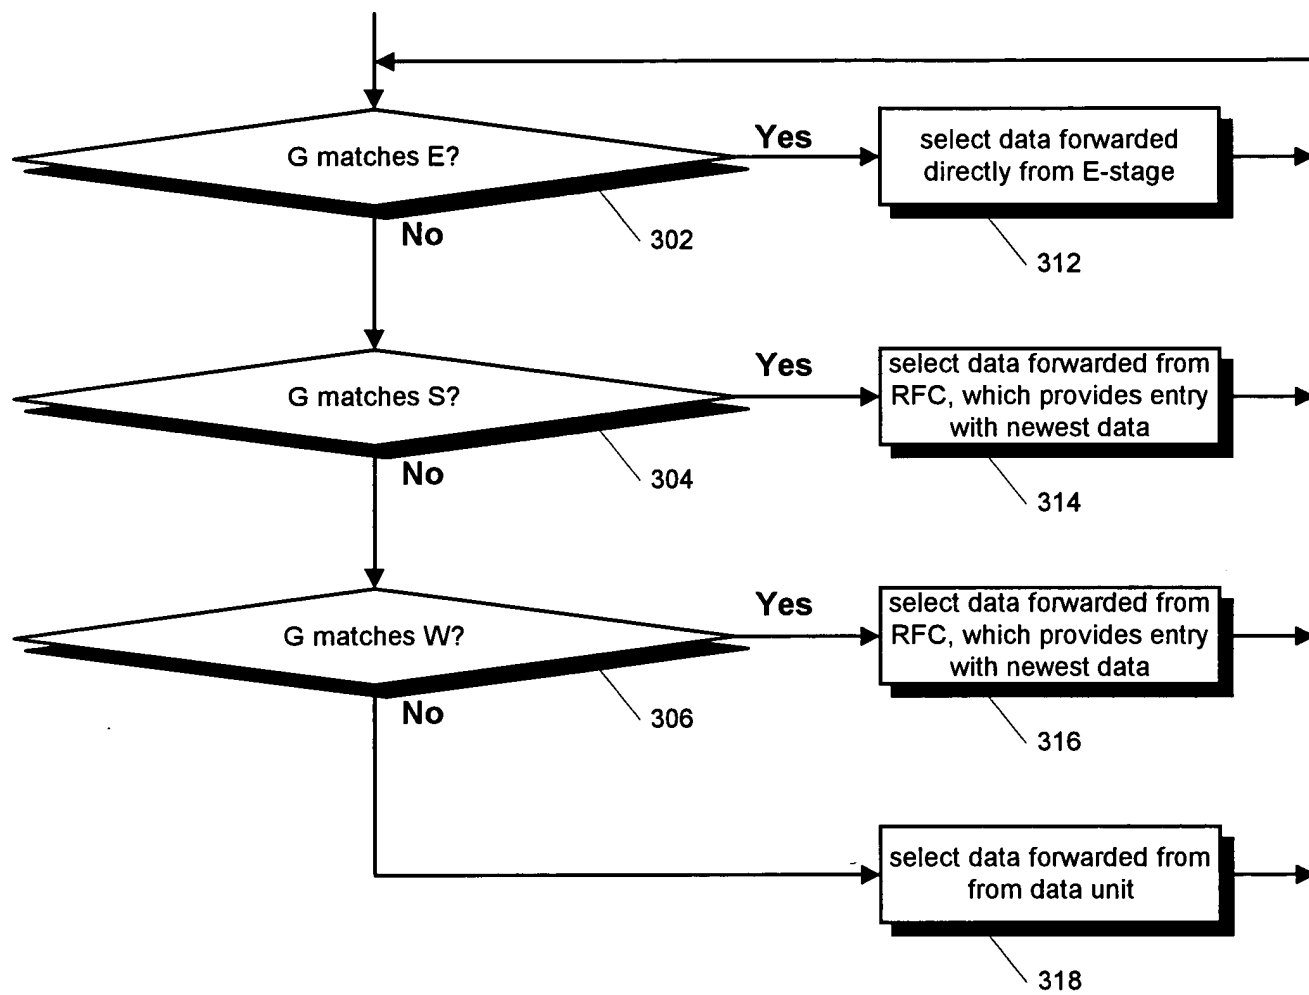 G matches E?
Yes
select data forwarded
directly from E-stage
No
302
312
G matches S?
Yes
select data forwarded from
RFC, which provides entry
with newest data
No
304
314
G matches W?
Yes
select data forwarded from
RFC, which provides entry
with newest data
No
306
316
select data forwarded from
from data unit
318